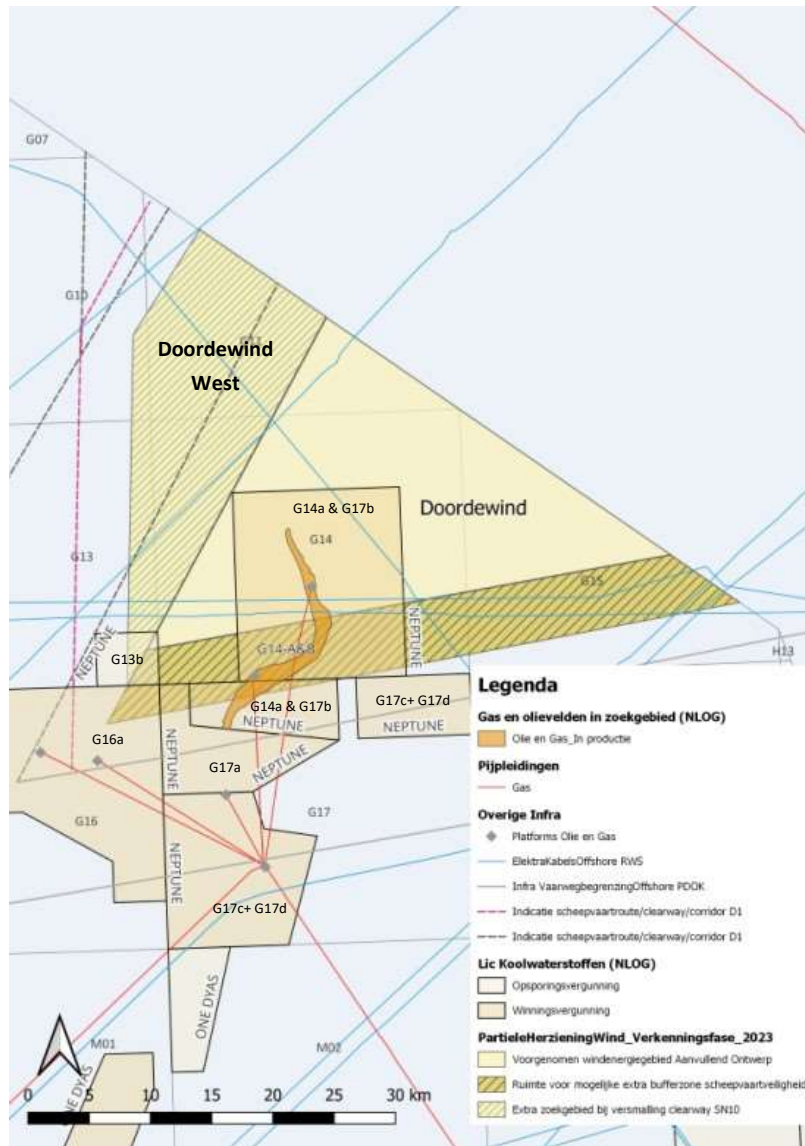 G07
G10
Doordewind
West
G13
G14a & G17b
G14
Doordewind
G15
NEPTUNE
NEPTUNE
G13b
G14-A&B
H13
G14a & G17b
NEPTUNE
G17c+ G17d
NEPTUNE
G16a
NEPTUNE
G17a
NEPTUNE
G16
G17
NEPTUNE
G17c+ G17d
ONE DYAS
M01
M02
ONE DYAS
0 5 10 15 20 25 30 km
Legenda
Gas en olievelden in zoekgebied (NLOG)
Olie en Gas_In productie
Pijpleidingen
Gas
Overige Infra
Platforms Olie en Gas
ElektraKabelsOffshore RWS
Infra VaarwegbegrenzingOffshore PDOK
Indicatie scheepvaartroute/clearway/corridor D1
Indicatie scheepvaartroute/clearway/corridor D1
Lic Koolwaterstoffen (NLOG)
Opsporingsvergunning
Winningsvergunning
PartieleHerzieningWind_Verkenningsfase_2023
Voorgenomen windenergiegebied Aanvullend Ontwerp
Ruimte voor mogelijke extra bufferzone scheepvaartveiligheid
Extra zoekgebied bij versmalling clearway SN10